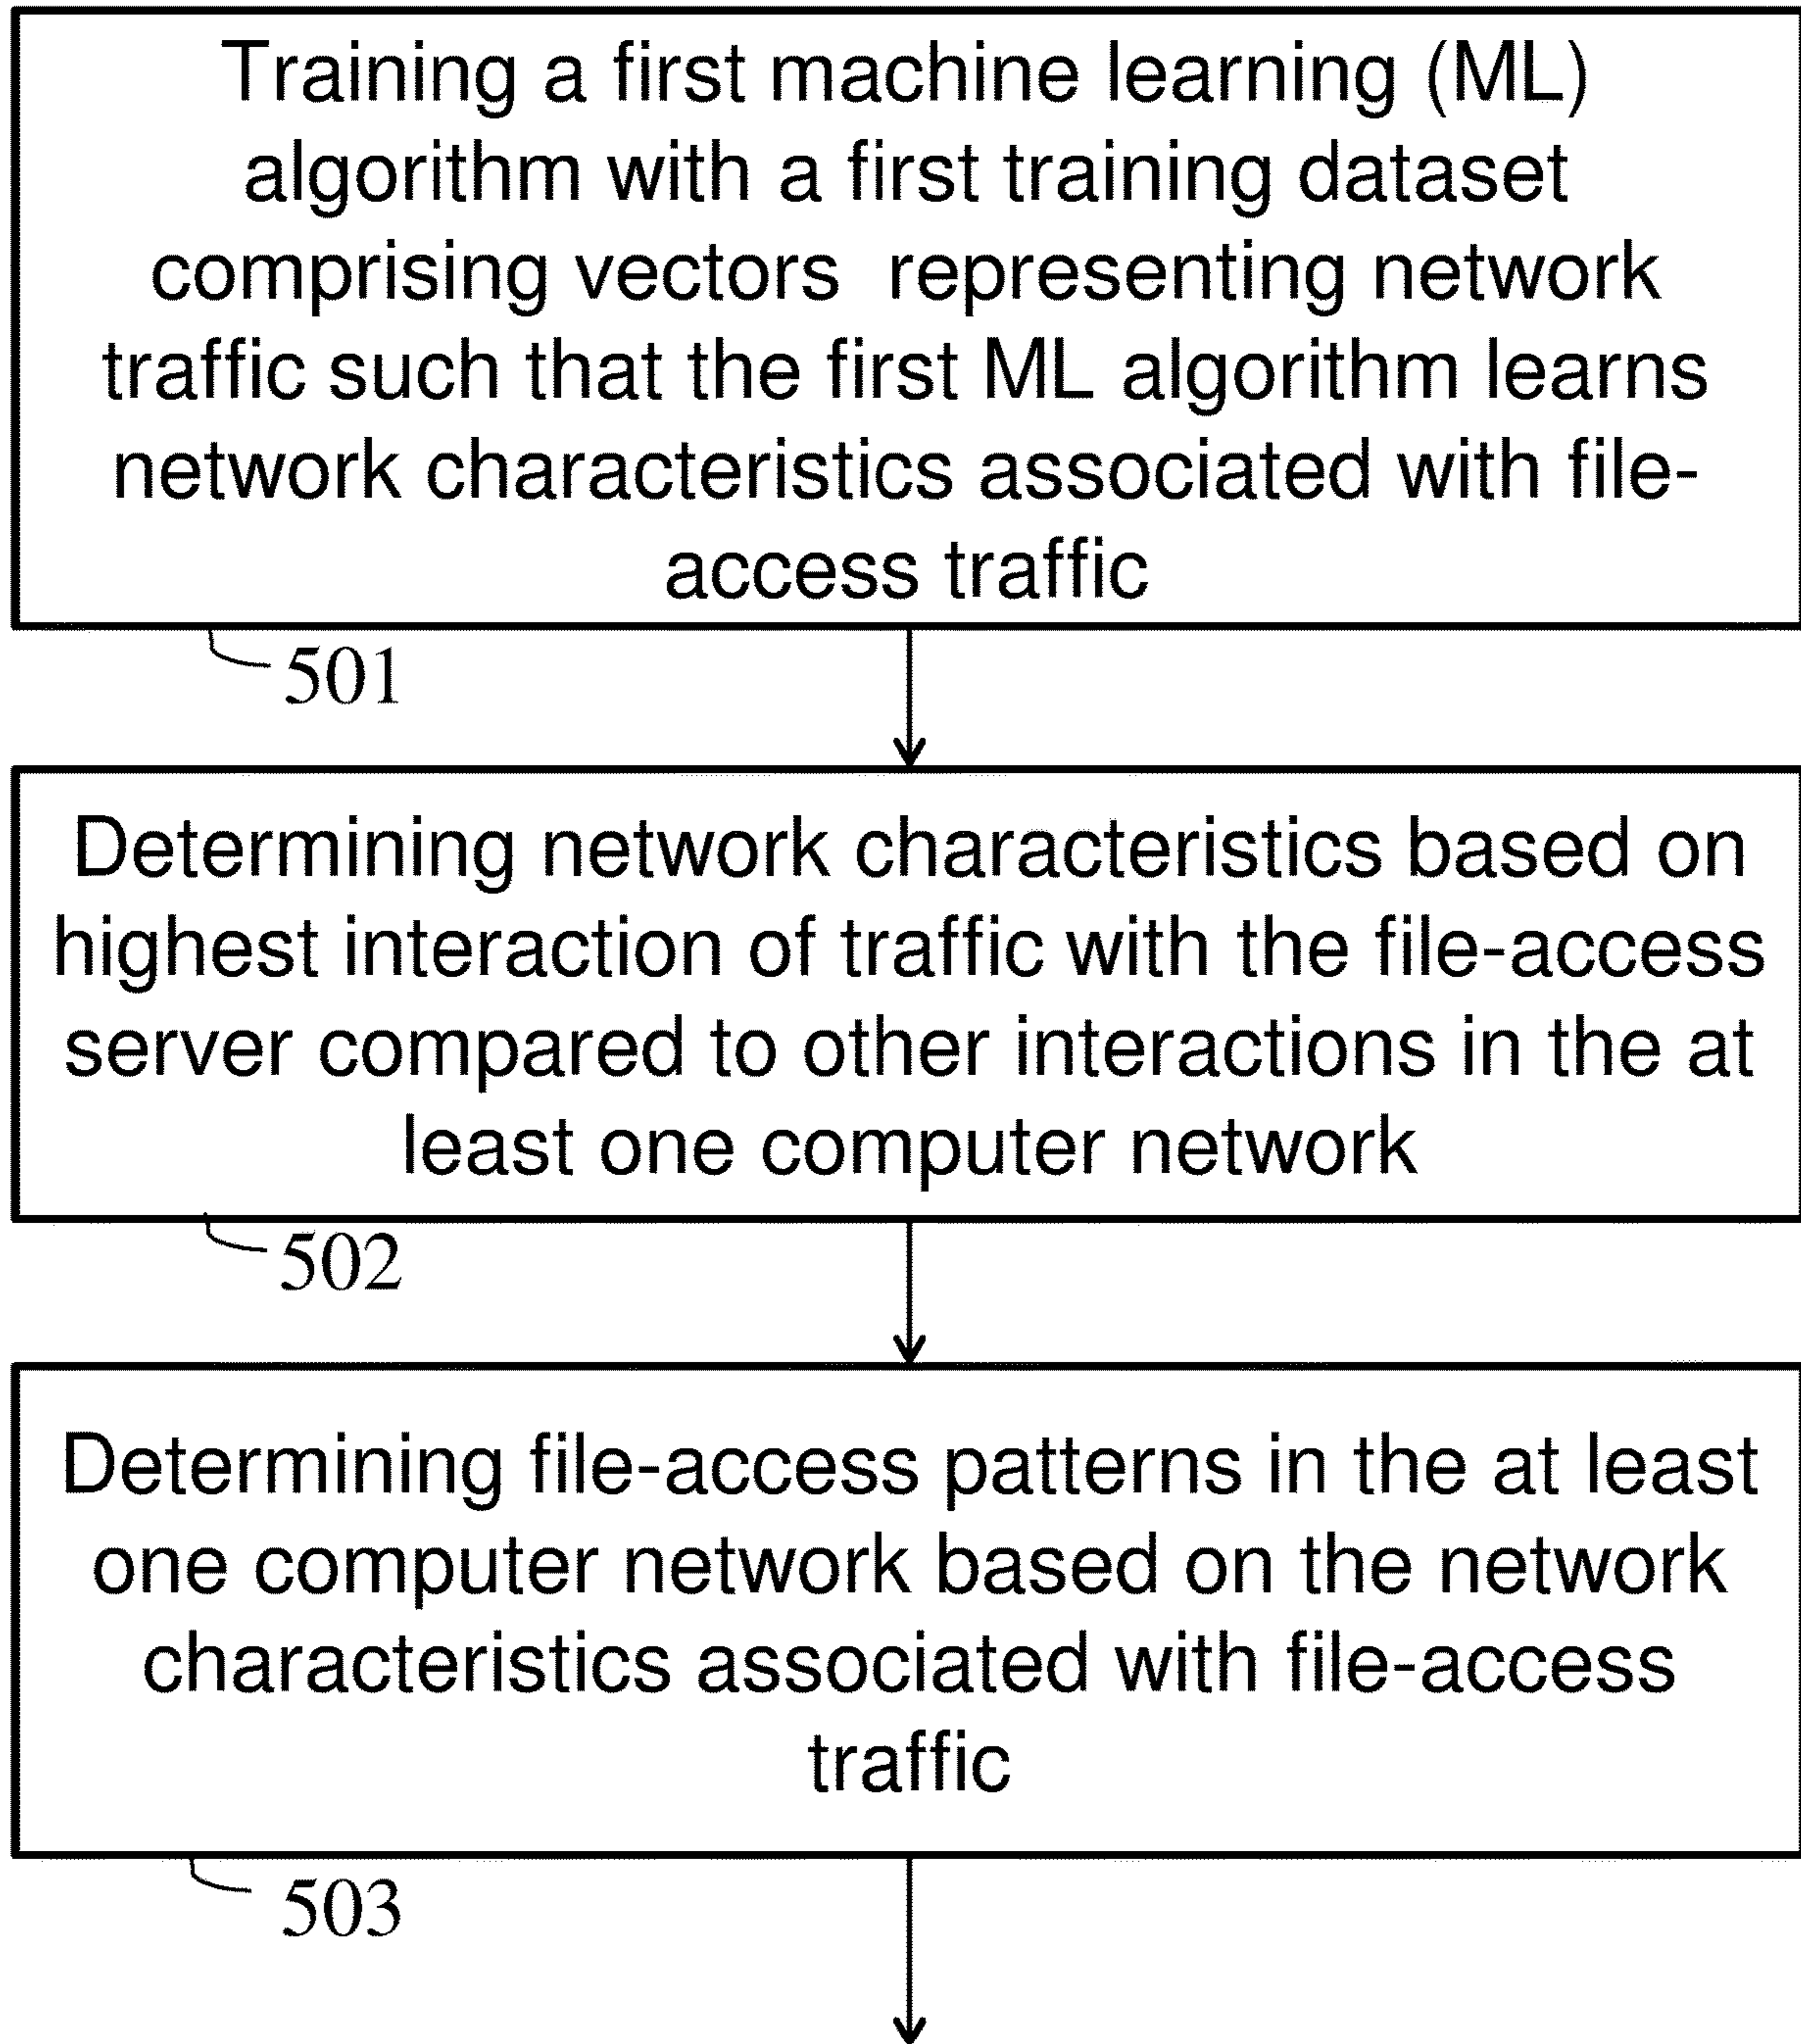 Training a first machine learning (ML)
algorithm with a first training dataset
comprising vectors representing network
traffic such that the first ML algorithm learns
network characteristics associated with file-
access traffic
501
Determining network characteristics based on
highest interaction of traffic with the file-access
server compared to other interactions in the at
least one computer network
502
Determining file-access patterns in the at least
one computer network based on the network
characteristics associated with file-access
traffic
503